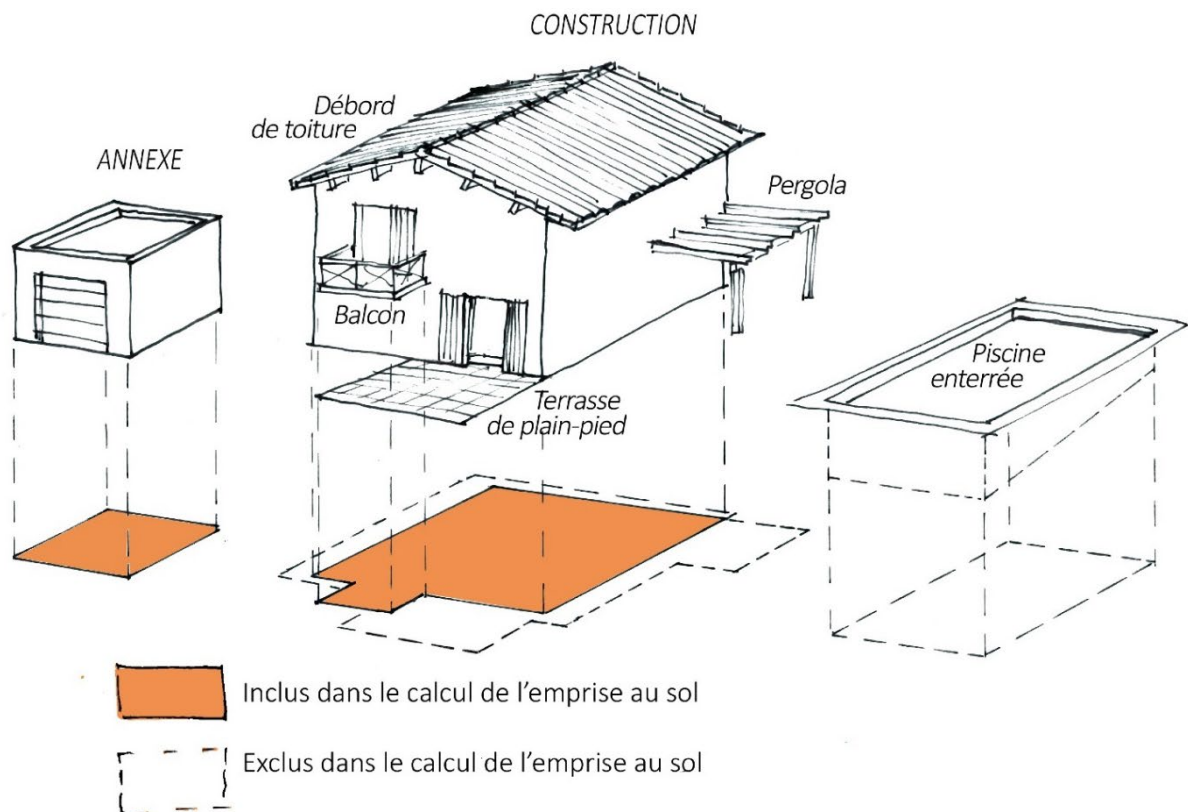 CONSTRUCTION
Débord
de toiture
ANNEXE
Pergola
Balcon
Piscine
enterrée
Terrasse
de plain-pied
Inclus dans le calcul de l'emprise au sol
Exclus dans le calcul de l'emprise au sol